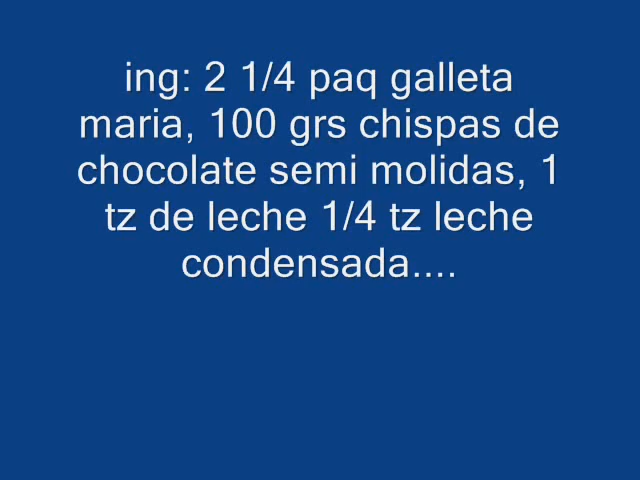 ing: 2 1/4 paq galleta
maria, 100 grs chispas de
chocolate semi molidas, 1
tz de leche 1/4 tz leche
condensada....